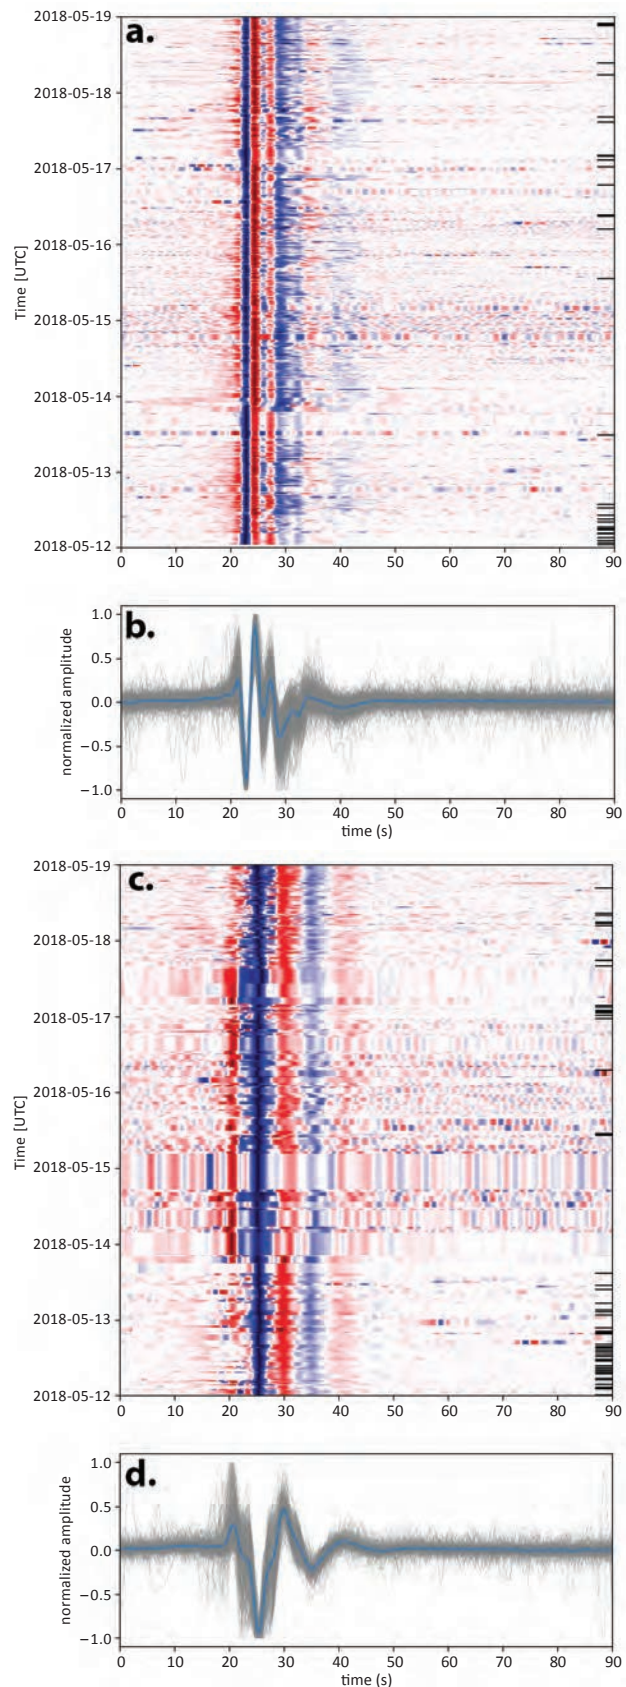 a.
2018-05-19
2018-05-18
2018-05-17
2018-05-16
2018-05-15
2018-05-14
2018-05-13
2018-05-12
Time [UTC]
0 10 20 30 40 50 60 70 80 90
b.
1.0
0.5
0.0
−0.5
−1.0
normalized amplitude
0 10 20 30 40 50 60 70 80 90
time (s)
c.
2018-05-19
2018-05-18
2018-05-17
2018-05-16
2018-05-15
2018-05-14
2018-05-13
2018-05-12
Time [UTC]
0 10 20 30 40 50 60 70 80 90
d.
1.0
0.5
0.0
−0.5
−1.0
normalized amplitude
0 10 20 30 40 50 60 70 80 90
time (s)